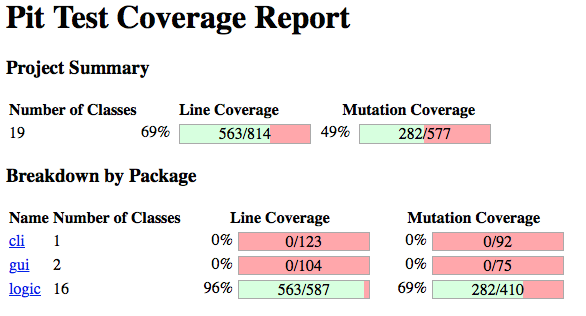 Pit Test Coverage Report
Project Summary
Number of Classes Line Coverage Mutation Coverage
19 69% 563/814 49% 282/577
Breakdown by Package
Name Number of Classes Line Coverage Mutation Coverage
cli 1 0% 0/123 0% 0/92
gui 2 0% 0/104 0% 0/75
logic 16 96% 563/587 69% 282/410